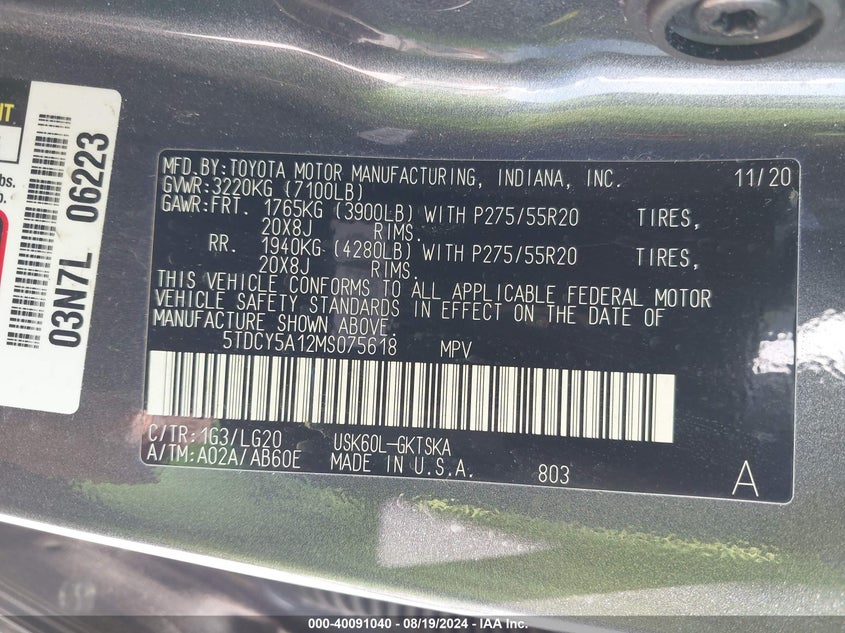 MFD.BY:TOYOTA MOTOR MANUFACTURING, INDIANA, INC. 11/20
GVWR:3220KG (7100LB)
GAWR:FRT. 1765KG (3900LB) WITH P275/55R20 TIRES,
20X8J RIMS.
RR. 1940KG (4280LB) WITH P275/55R20 TIRES,
20X8J RIMS.
THIS VEHICLE CONFORMS TO ALL APPLICABLE FEDERAL MOTOR
VEHICLE SAFETY STANDARDS IN EFFECT ON THE DATE OF
MANUFACTURE SHOWN ABOVE.
5TDCY5A12MS075618 MPV
C/TR:1G3/LG20 USK60L-GKTSKA
A/TM:A02A/AB60E MADE IN U.S.A. 803 A
03N7L 06223
lbs.
000-40091040 - 08/19/2024 - IAA Inc.